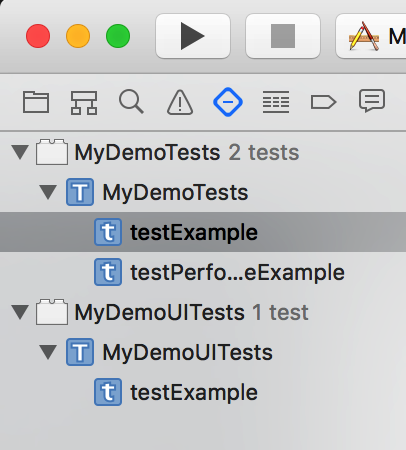 M
MyDemoTests 2 tests
T MyDemoTests
t testExample
t testPerfo...eExample
MyDemoUITests 1 test
T MyDemoUITests
t testExample